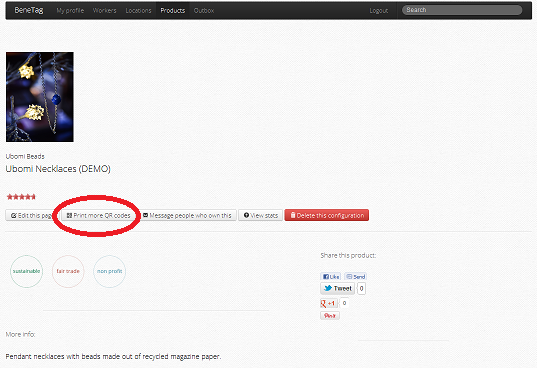 BeneTag My profile Workers Locations Products Outbox Logout Search
Ubomi Beads
Ubomi Necklaces (DEMO)
Edit this page Print more QR codes Message people who own this View stats Delete this configuration
sustainable fair trade non profit
Share this product:
Like Send
Tweet 0
+1 0
Pin it
More info:
Pendant necklaces with beads made out of recycled magazine paper.